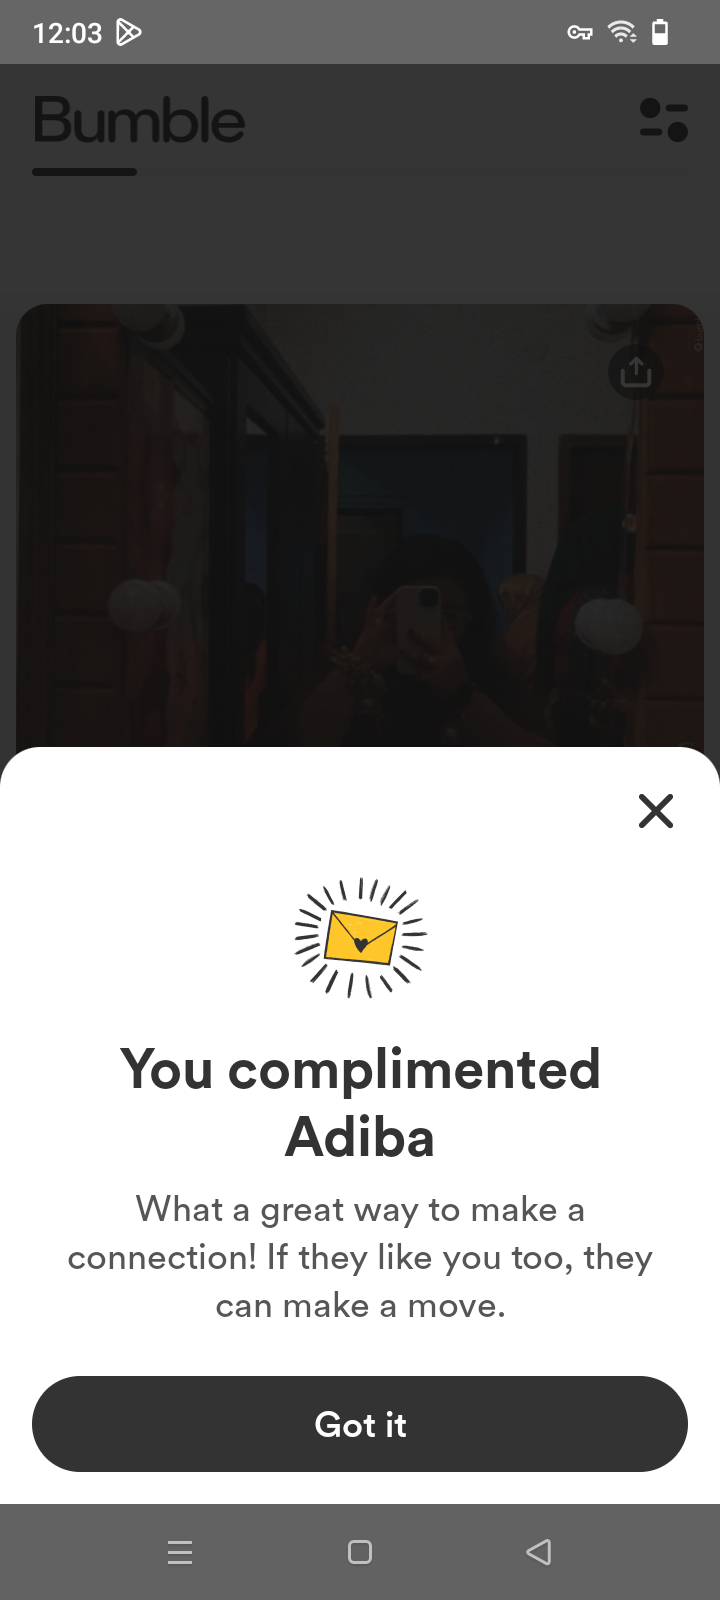 12:03
Bumble
You complimented
Adiba
What a great way to make a
connection! If they like you too, they
can make a move.
Got it